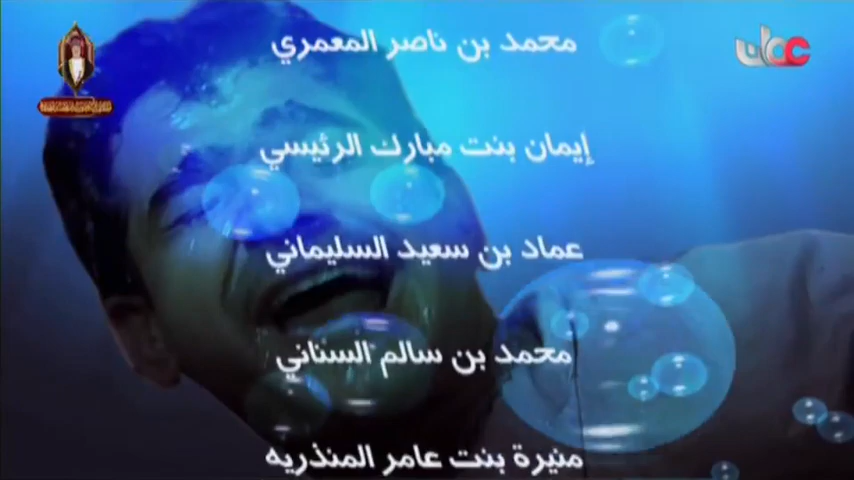 محمد بن ناصر المعمري
عمان
إيمان بنت مبارك الرئيسي
عماد بن سعيد السليماني
محمد بن سالم السناني
منيرة بنت عامر المنذريه